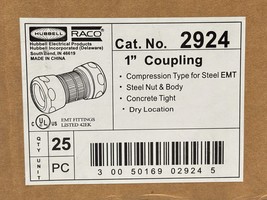 HUBBELL RACO®
Hubbell Electrical Products
Hubbell Incorporated (Delaware)
South Bend, IN 46619
MADE IN CHINA
Cat. No. 2924
1" Coupling
• Compression Type for Steel EMT
• Steel Nut & Body
• Concrete Tight
• Dry Location
C UL US
EMT FITTINGS
LISTED 42EK
QTY 25
UNIT PC
3 00 50169 02924 5